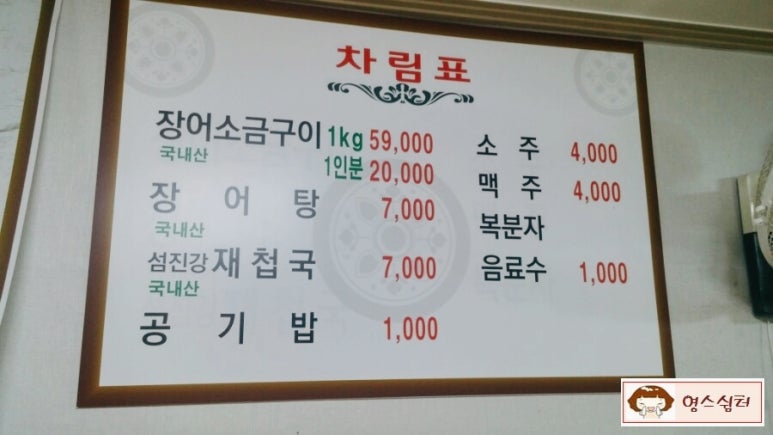 차림표
장어소금구이 1kg 59,000
국내산 1인분 20,000
장어탕 7,000
국내산
섬진강 재첩국 7,000
국내산
공기밥 1,000
소주 4,000
맥주 4,000
복분자
음료수 1,000
형스쉼터